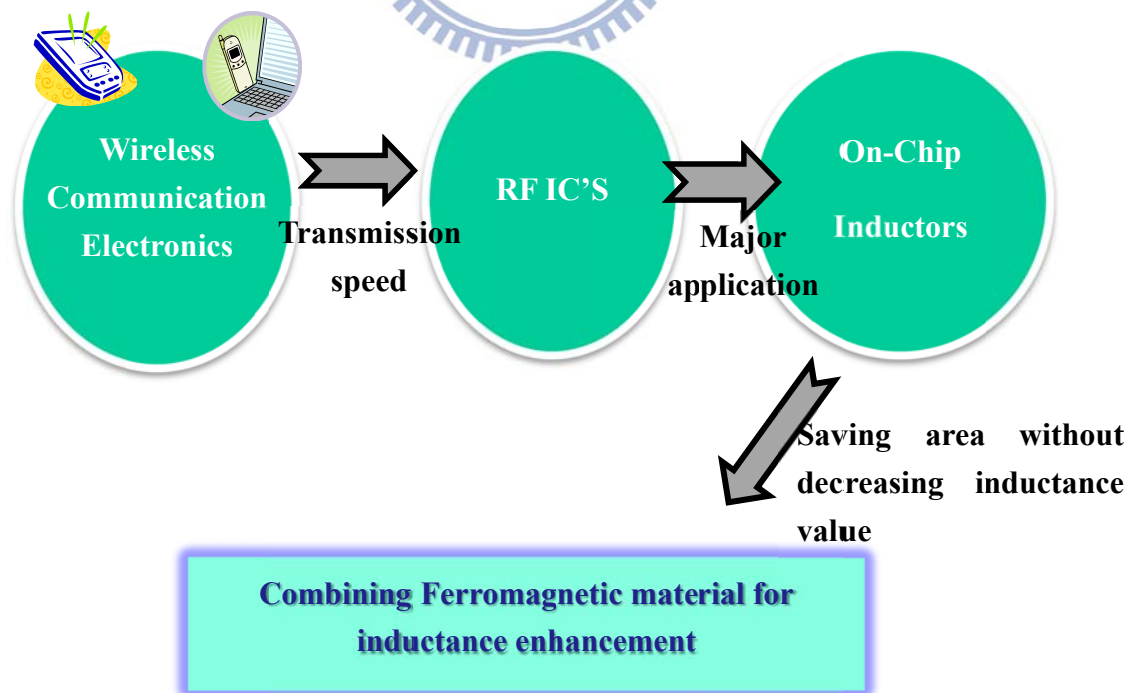 Wireless
Communication
Electronics
Transmission
speed
RF IC’S
Major
application
On-Chip
Inductors
Saving area without
decreasing inductance
value
Combining Ferromagnetic material for
inductance enhancement